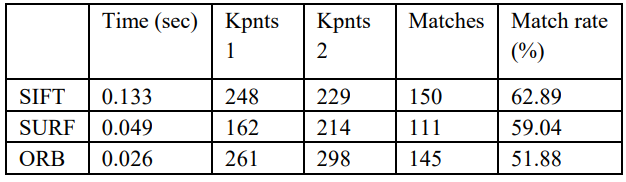 Time (sec) Kpnts 1 Kpnts 2 Matches Match rate (%)
SIFT 0.133 248 229 150 62.89
SURF 0.049 162 214 111 59.04
ORB 0.026 261 298 145 51.88